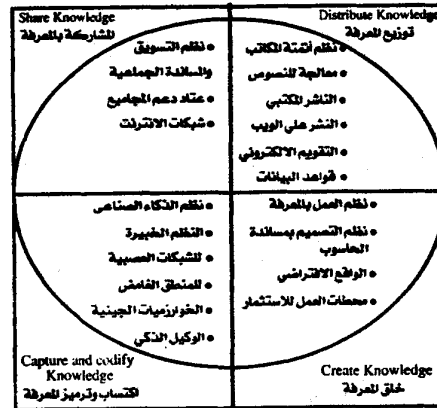 Share Knowledge
المشاركة بالمعرفة
• نظم التسويق
والمساندة الجماعية
• عتاد دعم المجاميع
• شبكات الانترنت
Distribute Knowledge
توزيع المعرفة
• نظم أتمتة المكاتب
• معالجة النصوص
• الناشر المكتبي
• النشر على الويب
• التقويم الالكتروني
• قواعد البيانات
• نظم الذكاء الصناعي
• النظم الخبيرة
• للشبكات العصبية
• للمنطق الغامض
• الخوارزميات الجينية
• الوكيل الذكي
Capture and codify
Knowledge
اكتساب وترميز المعرفة
• نظم العمل بالمعرفة
• نظم التصميم بمساندة
الحاسوب
• الواقع الافتراضي
• محطات العمل للاستثمار
Create Knowledge
خلق المعرفة